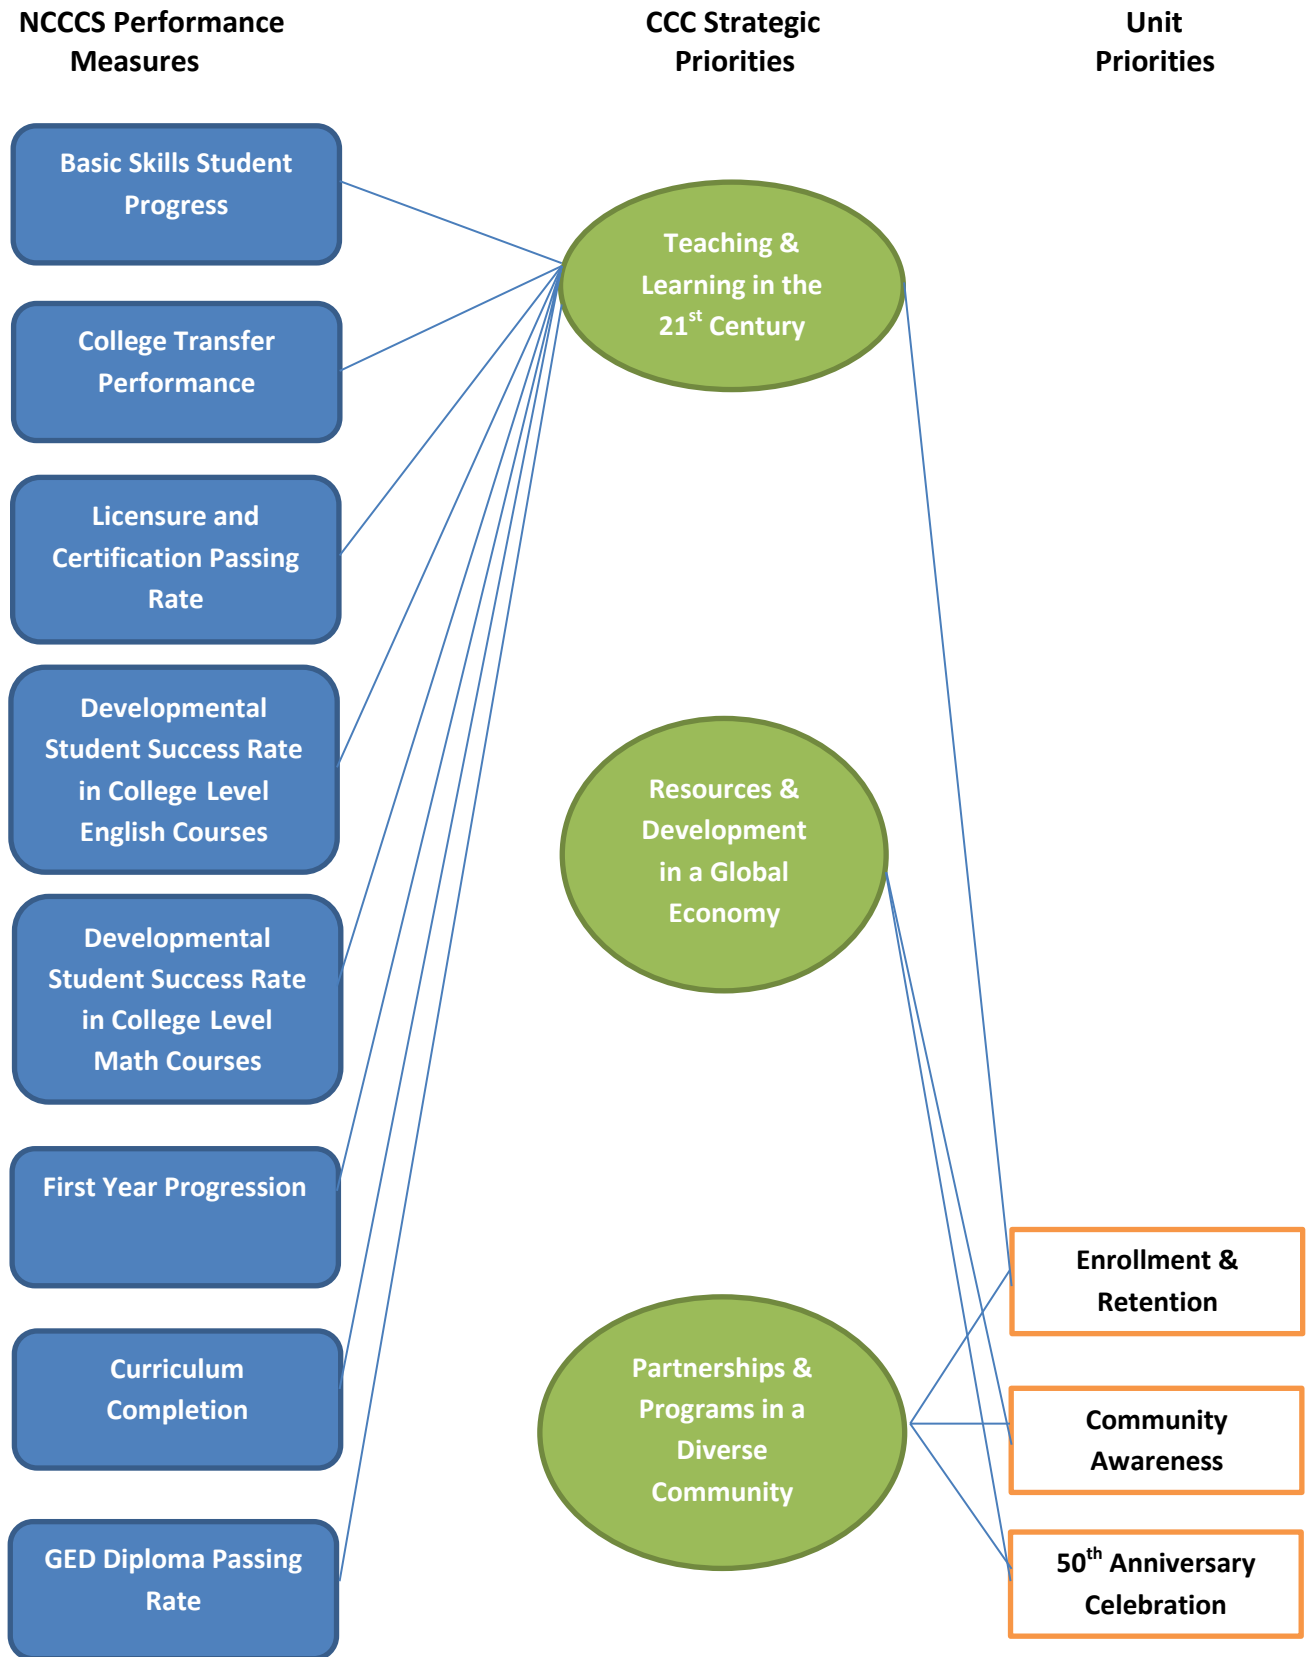 NCCCS Performance
Measures
CCC Strategic
Priorities
Unit
Priorities
Basic Skills Student
Progress
College Transfer
Performance
Licensure and
Certification Passing
Rate
Developmental
Student Success Rate
in College Level
English Courses
Developmental
Student Success Rate
in College Level
Math Courses
First Year Progression
Curriculum
Completion
GED Diploma Passing
Rate
Teaching &
Learning in the
21st Century
Resources &
Development
in a Global
Economy
Partnerships &
Programs in a
Diverse
Community
Enrollment &
Retention
Community
Awareness
50th Anniversary
Celebration